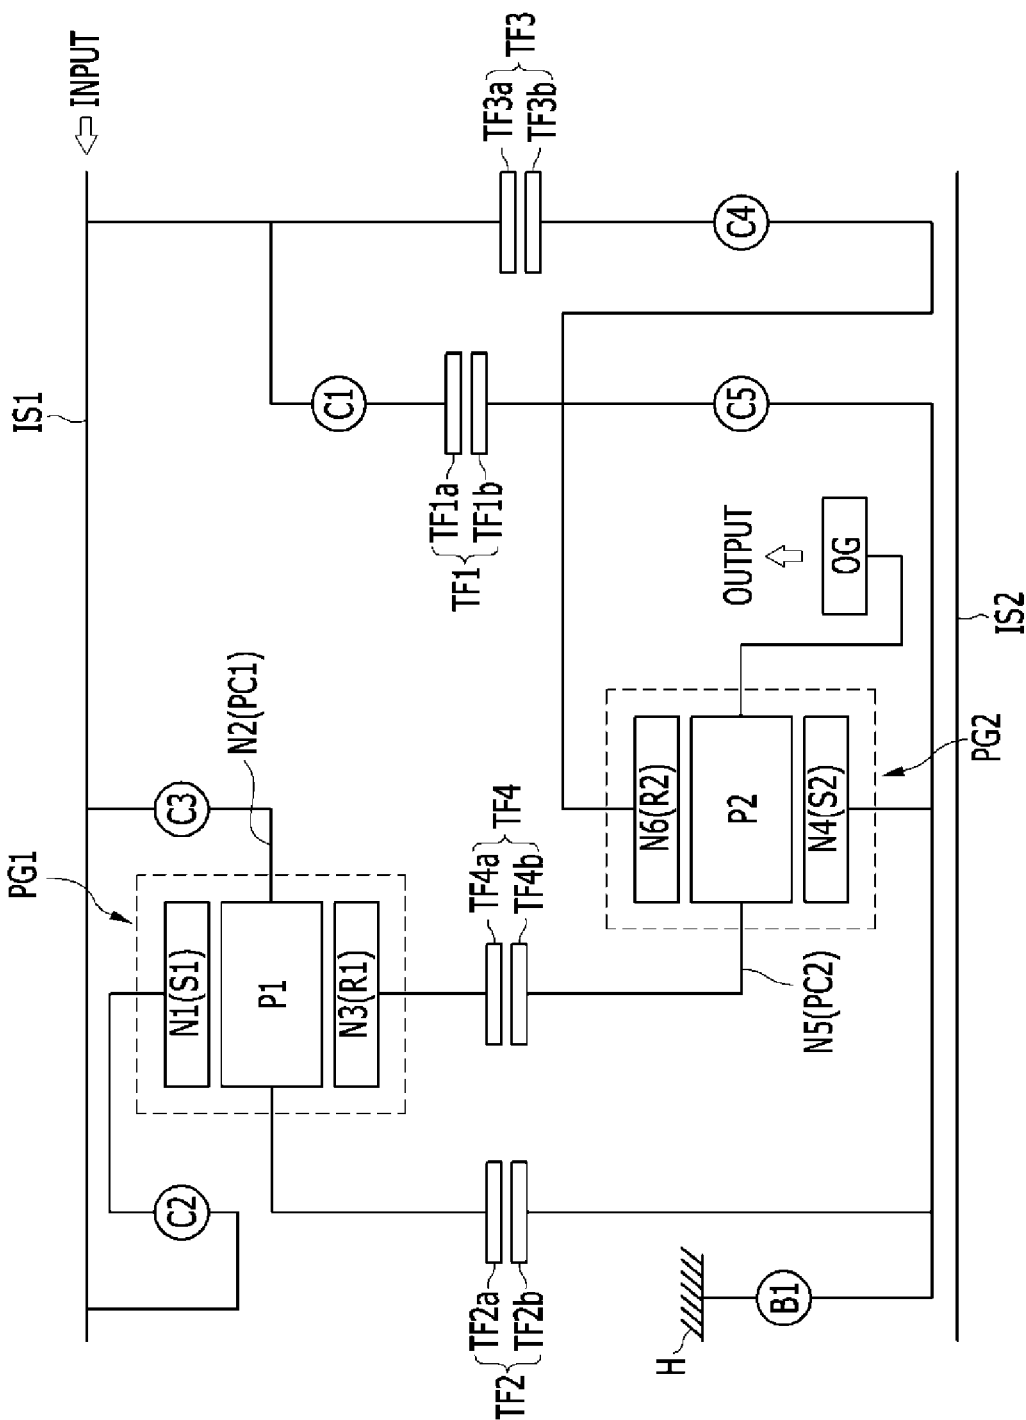 INPUT
IS1
TF3a
TF3b
TF3
C4
C1
TF1a
TF1b
TF1
C5
OUTPUT
OG
IS2
N2(PC1)
C3
PG1
N1(S1)
P1
N3(R1)
TF4a
TF4b
TF4
N6(R2)
P2
N4(S2)
PG2
N5(PC2)
C2
TF2a
TF2b
TF2
H
B1